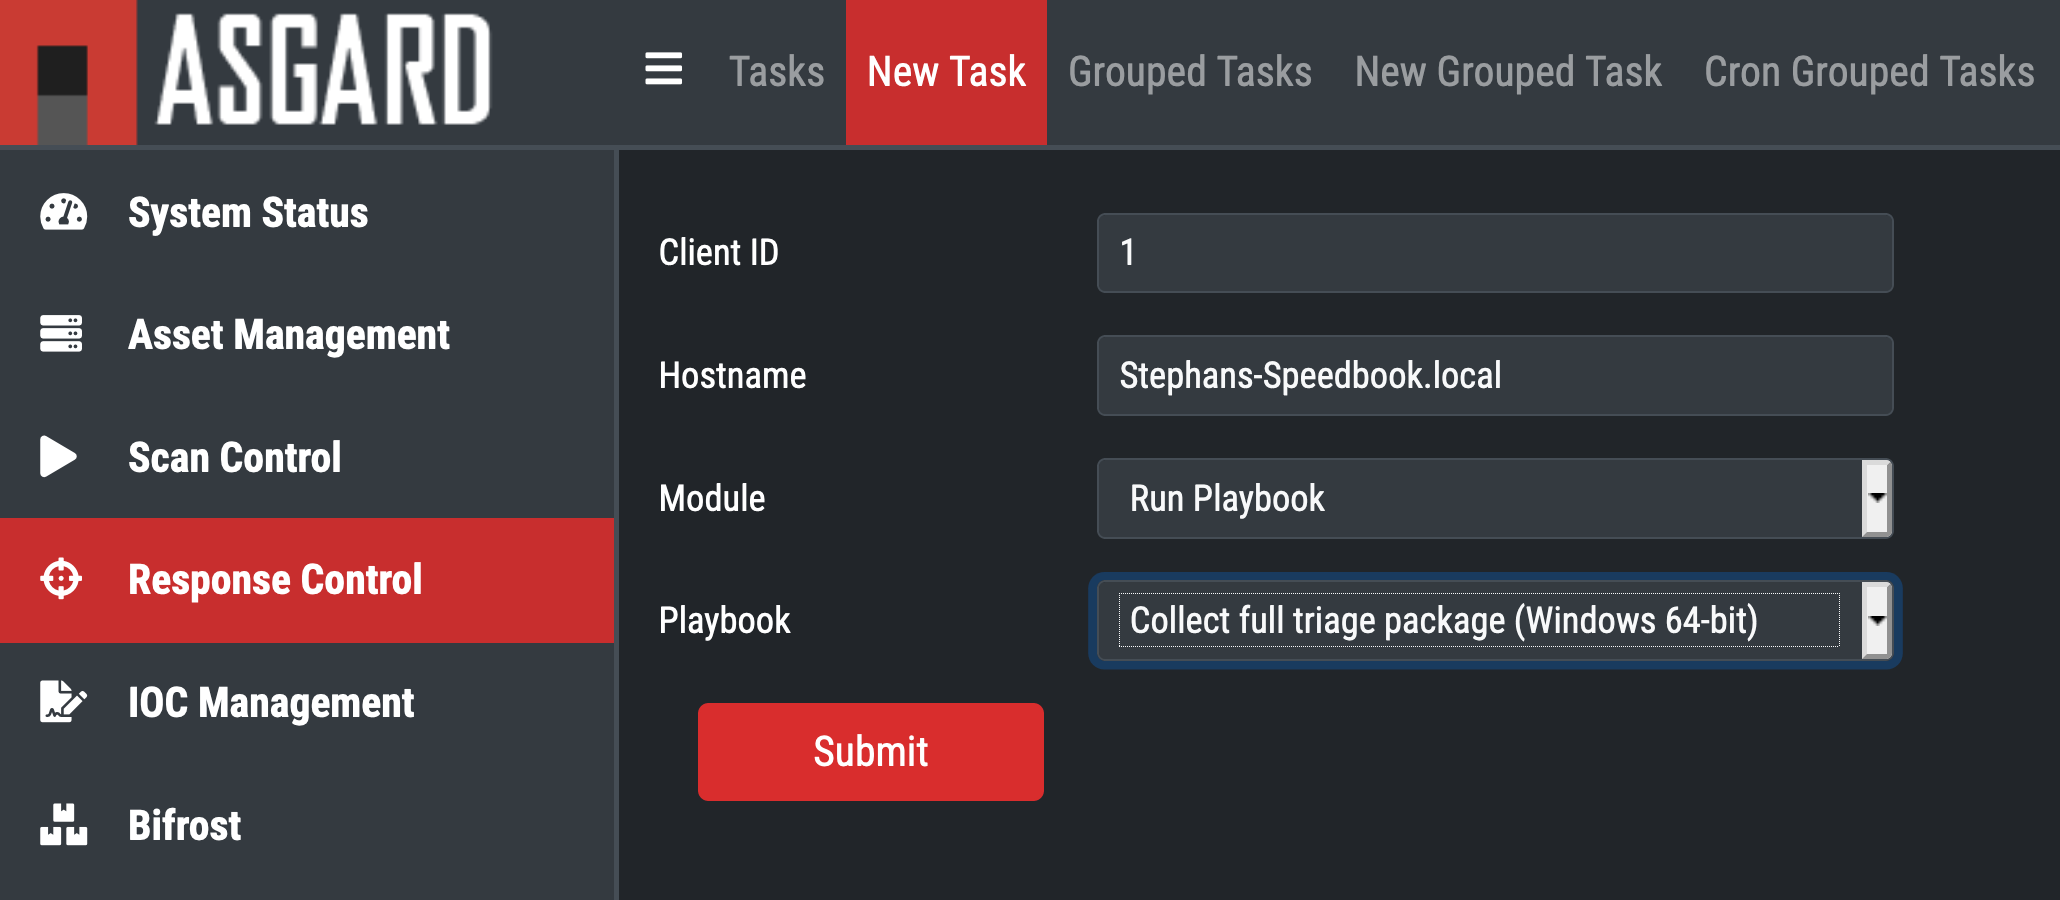 ASGARD
Tasks New Task Grouped Tasks New Grouped Task Cron Grouped Tasks
System Status
Asset Management
Scan Control
Response Control
IOC Management
Bifrost
Client ID 1
Hostname Stephans-Speedbook.local
Module Run Playbook
Playbook Collect full triage package (Windows 64-bit)
Submit